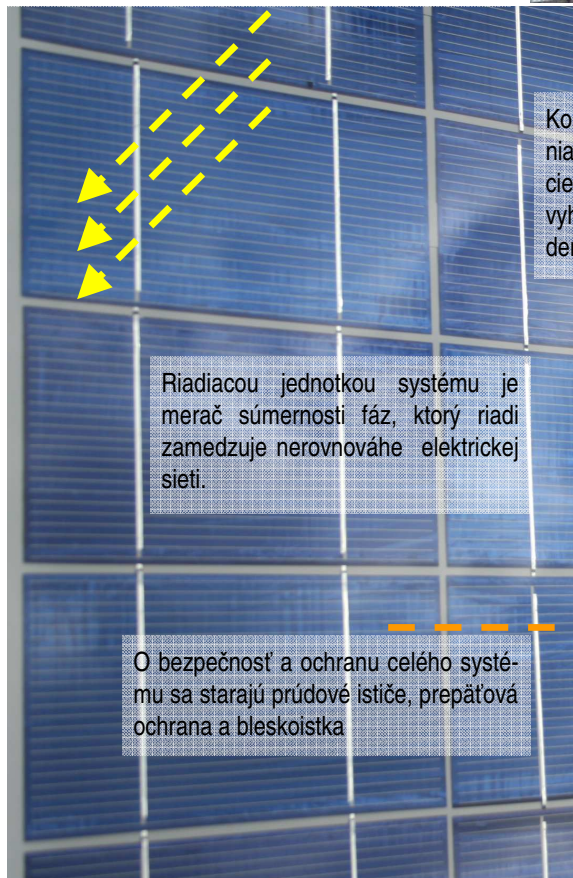 Riadiacou jednotkou systému je
merač súmernosti fáz, ktorý riadi
zamedzuje nerovnováhe elektrickej
sieti.
O bezpečnosť a ochranu celého systé-
mu sa starajú prúdové ističe, prepäťová
ochrana a bleskoistka